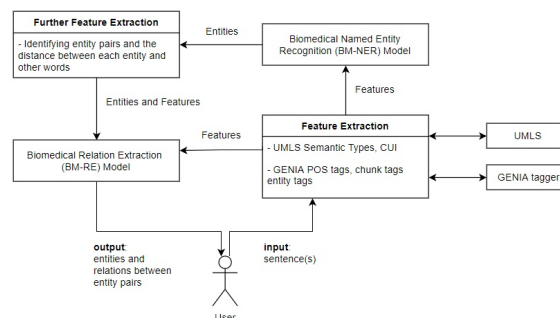 Further Feature Extraction
- Identifying entity pairs and the
distance between each entity and
other words
Entities
Biomedical Named Entity
Recognition (BM-NER) Model
Features
Entities and Features
Feature Extraction
- UMLS Semantic Types, CUI
- GENIA POS tags, chunk tags
entity tags
UMLS
GENIA tagger
Features
Biomedical Relation Extraction
(BM-RE) Model
output:
entities and
relations between
entity pairs
input:
sentence(s)
User